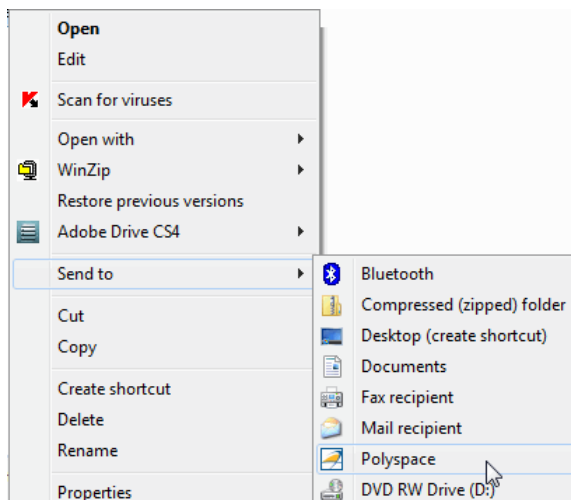 Open
Edit
Scan for viruses
Open with
WinZip
Restore previous versions
Adobe Drive CS4
Send to
Cut
Copy
Create shortcut
Delete
Rename
Properties
Bluetooth
Compressed (zipped) folder
Desktop (create shortcut)
Documents
Fax recipient
Mail recipient
Polyspace
DVD RW Drive (D:)